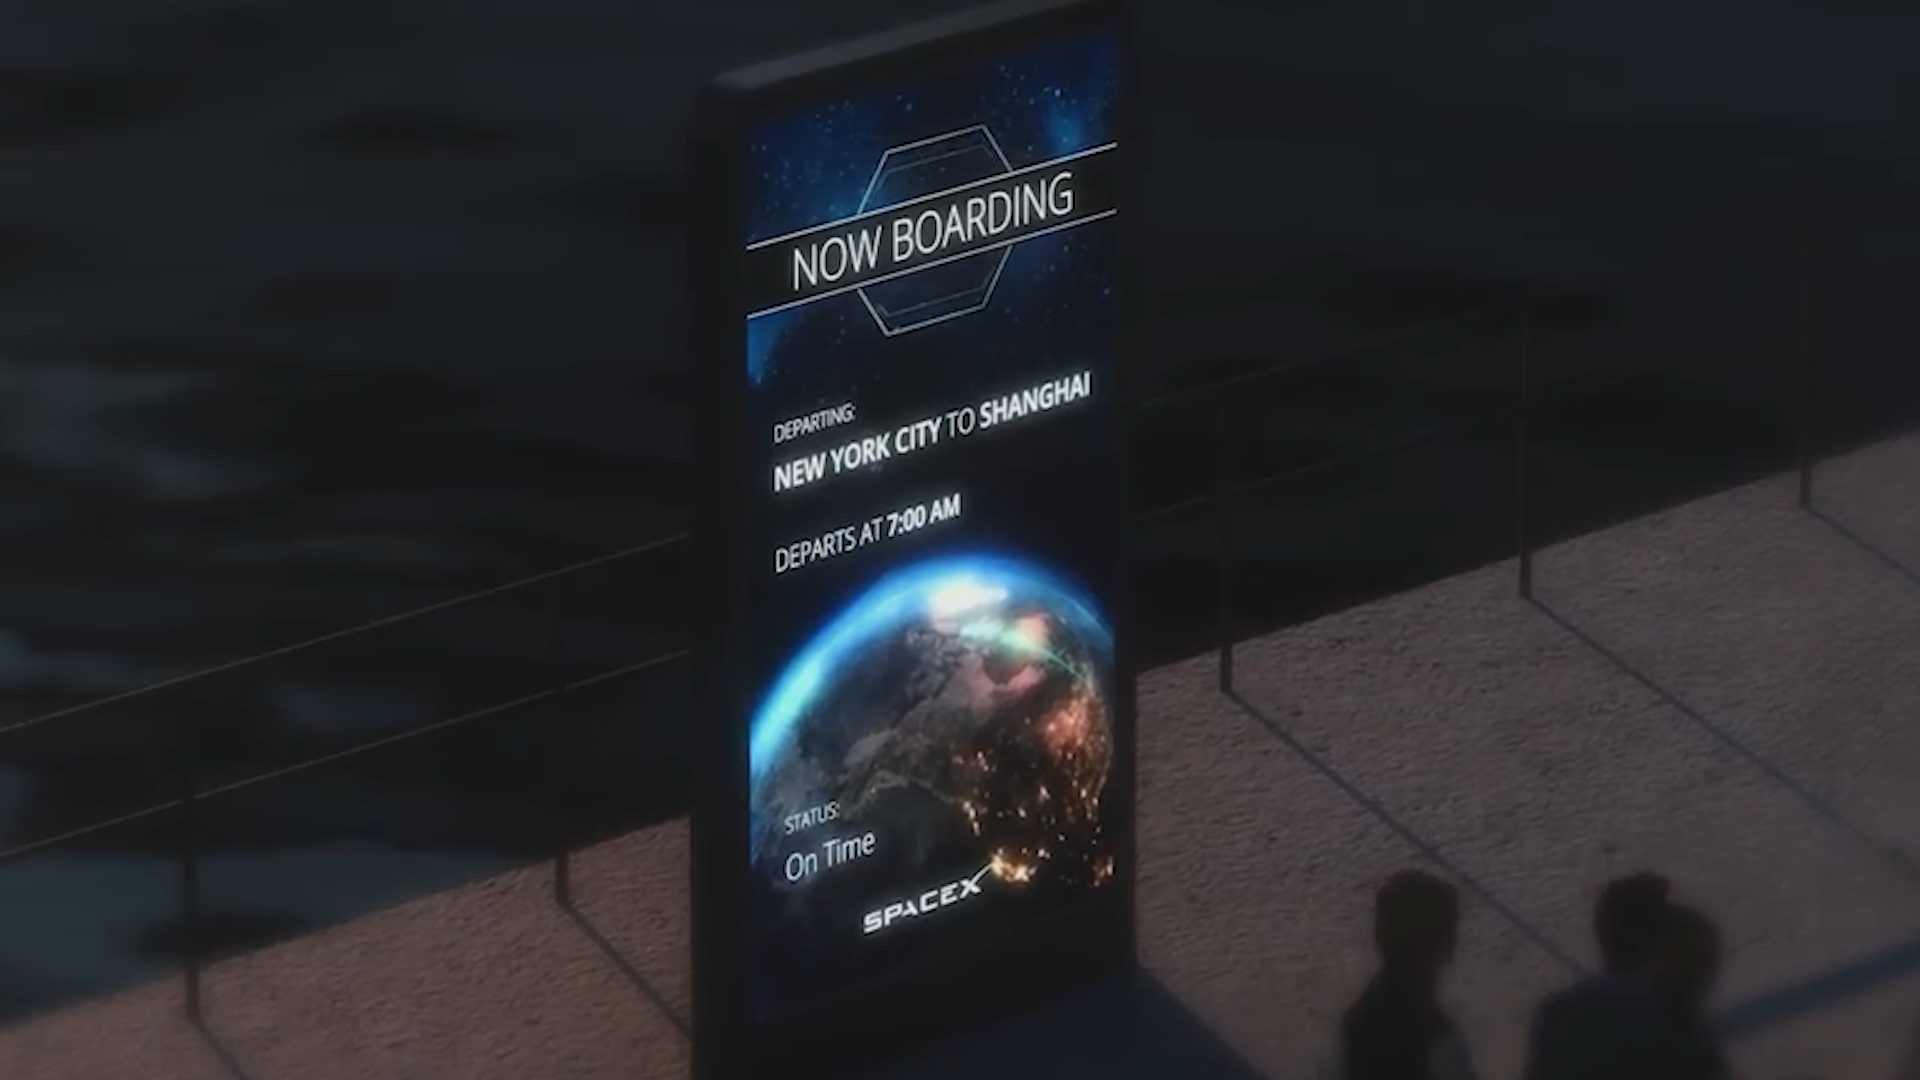 NOW BOARDING
DEPARTING:
NEW YORK CITY TO SHANGHAI
DEPARTS AT 7:00 AM
STATUS:
On Time
SPACEX